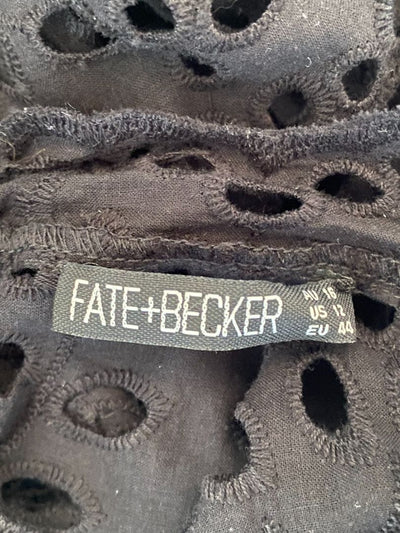 FATE+BECKER
AU 16
US 12
EU 44